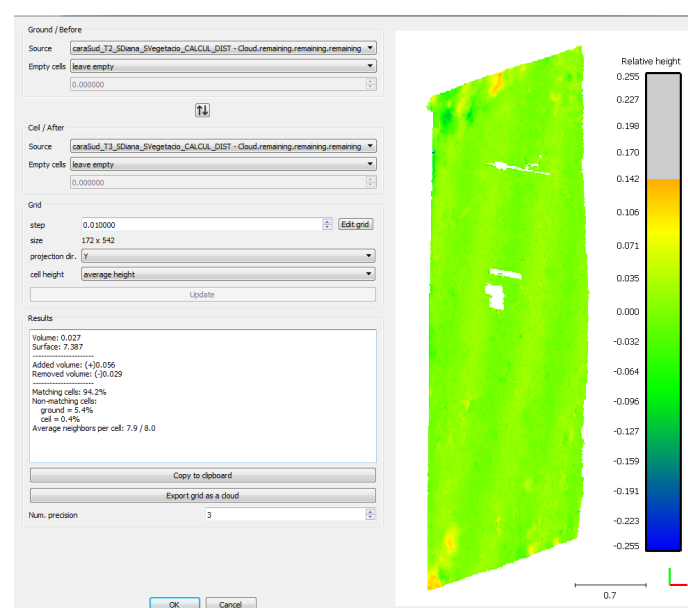 Ground / Before
Source caraSud_T2_SDiana_SVegetacio_CALCUL_DIST - Cloud.remaining.remaining.remaining
Empty cells leave empty
0.000000
Ceil / After
Source caraSud_T3_SDiana_SVegetacio_CALCUL_DIST - Cloud.remaining.remaining.remaining
Empty cells leave empty
0.000000
Grid
step 0.010000 Edit grid
size 172 x 542
projection dir. Y
cell height average height
Update
Results
Volume: 0.027
Surface: 7.387
----------------------
Added volume: (+)0.056
Removed volume: (-)0.029
----------------------
Matching cells: 94.2%
Non-matching cells:
ground = 5.4%
ceil = 0.4%
Average neighbors per cell: 7.9 / 8.0
Copy to clipboard
Export grid as a cloud
Num. precision 3
OK Cancel
Relative height
0.255
0.227
0.198
0.170
0.142
0.106
0.071
0.035
0.000
-0.032
-0.064
-0.096
-0.127
-0.159
-0.191
-0.223
-0.255
0.7